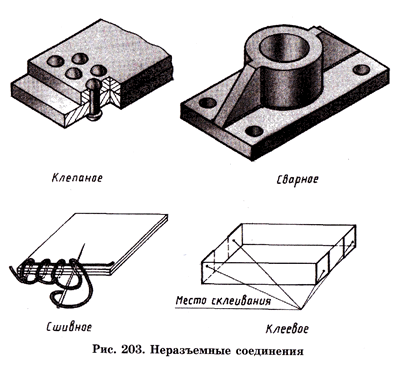 Клепаное
Сварное
Место склеивания
Сшивное
Клеевое
Рис. 203. Неразъемные соединения